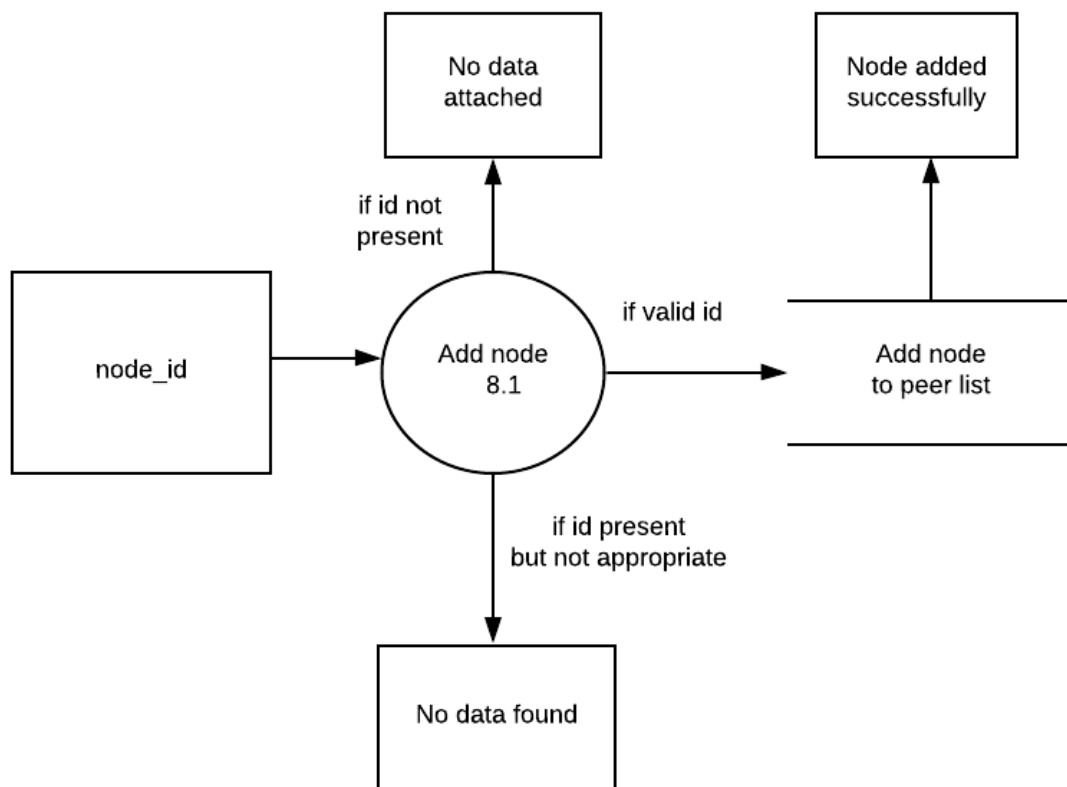 No data
attached
Node added
successfully
if id not
present
node_id
Add node
8.1
if valid id
Add node
to peer list
if id present
but not appropriate
No data found